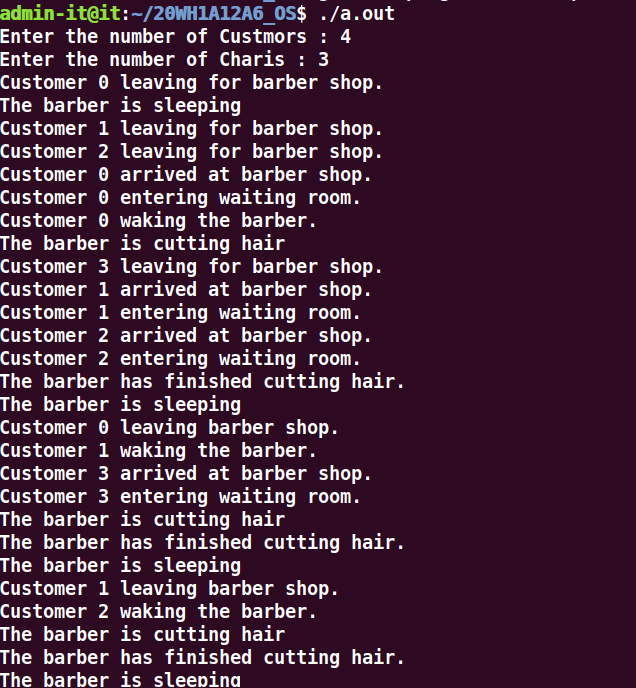 admin-it@it:~/20WH1A12A6_OS$ ./a.out
Enter the number of Custmors : 4
Enter the number of Charis : 3
Customer 0 leaving for barber shop.
The barber is sleeping
Customer 1 leaving for barber shop.
Customer 2 leaving for barber shop.
Customer 0 arrived at barber shop.
Customer 0 entering waiting room.
Customer 0 waking the barber.
The barber is cutting hair
Customer 3 leaving for barber shop.
Customer 1 arrived at barber shop.
Customer 1 entering waiting room.
Customer 2 arrived at barber shop.
Customer 2 entering waiting room.
The barber has finished cutting hair.
The barber is sleeping
Customer 0 leaving barber shop.
Customer 1 waking the barber.
Customer 3 arrived at barber shop.
Customer 3 entering waiting room.
The barber is cutting hair
The barber has finished cutting hair.
The barber is sleeping
Customer 1 leaving barber shop.
Customer 2 waking the barber.
The barber is cutting hair
The barber has finished cutting hair.
The barber is sleeping